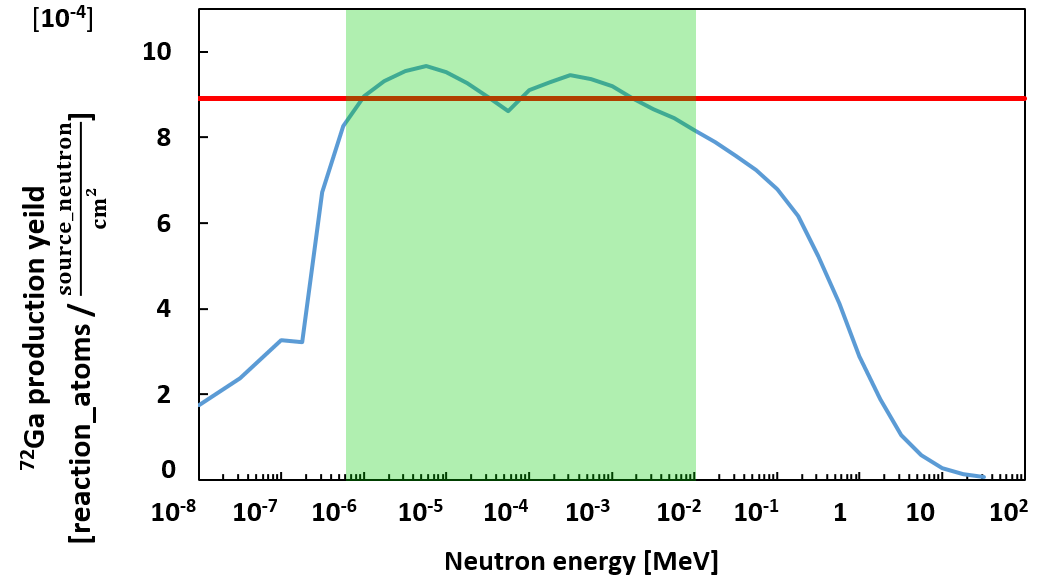 [10-4]
10
8
6
4
2
0
72Ga production yeild
[reaction_atoms / source_neutron/cm2]
10-8 10-7 10-6 10-5 10-4 10-3 10-2 10-1 1 10 102
Neutron energy [MeV]